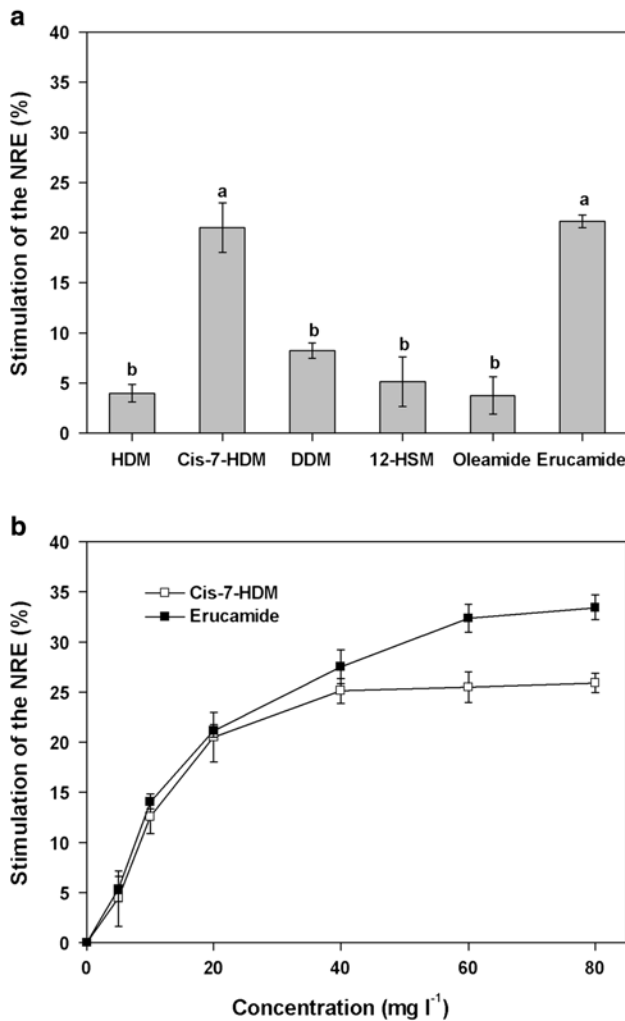 a
Stimulation of the NRE (%)
40
35
30
25
20
15
10
5
0
a
a
b
b
b
b
HDM Cis-7-HDM DDM 12-HSM Oleamide Erucamide
b
Stimulation of the NRE (%)
40
35
30
25
20
15
10
5
0
Cis-7-HDM
Erucamide
0 20 40 60 80
Concentration (mg l⁻¹)